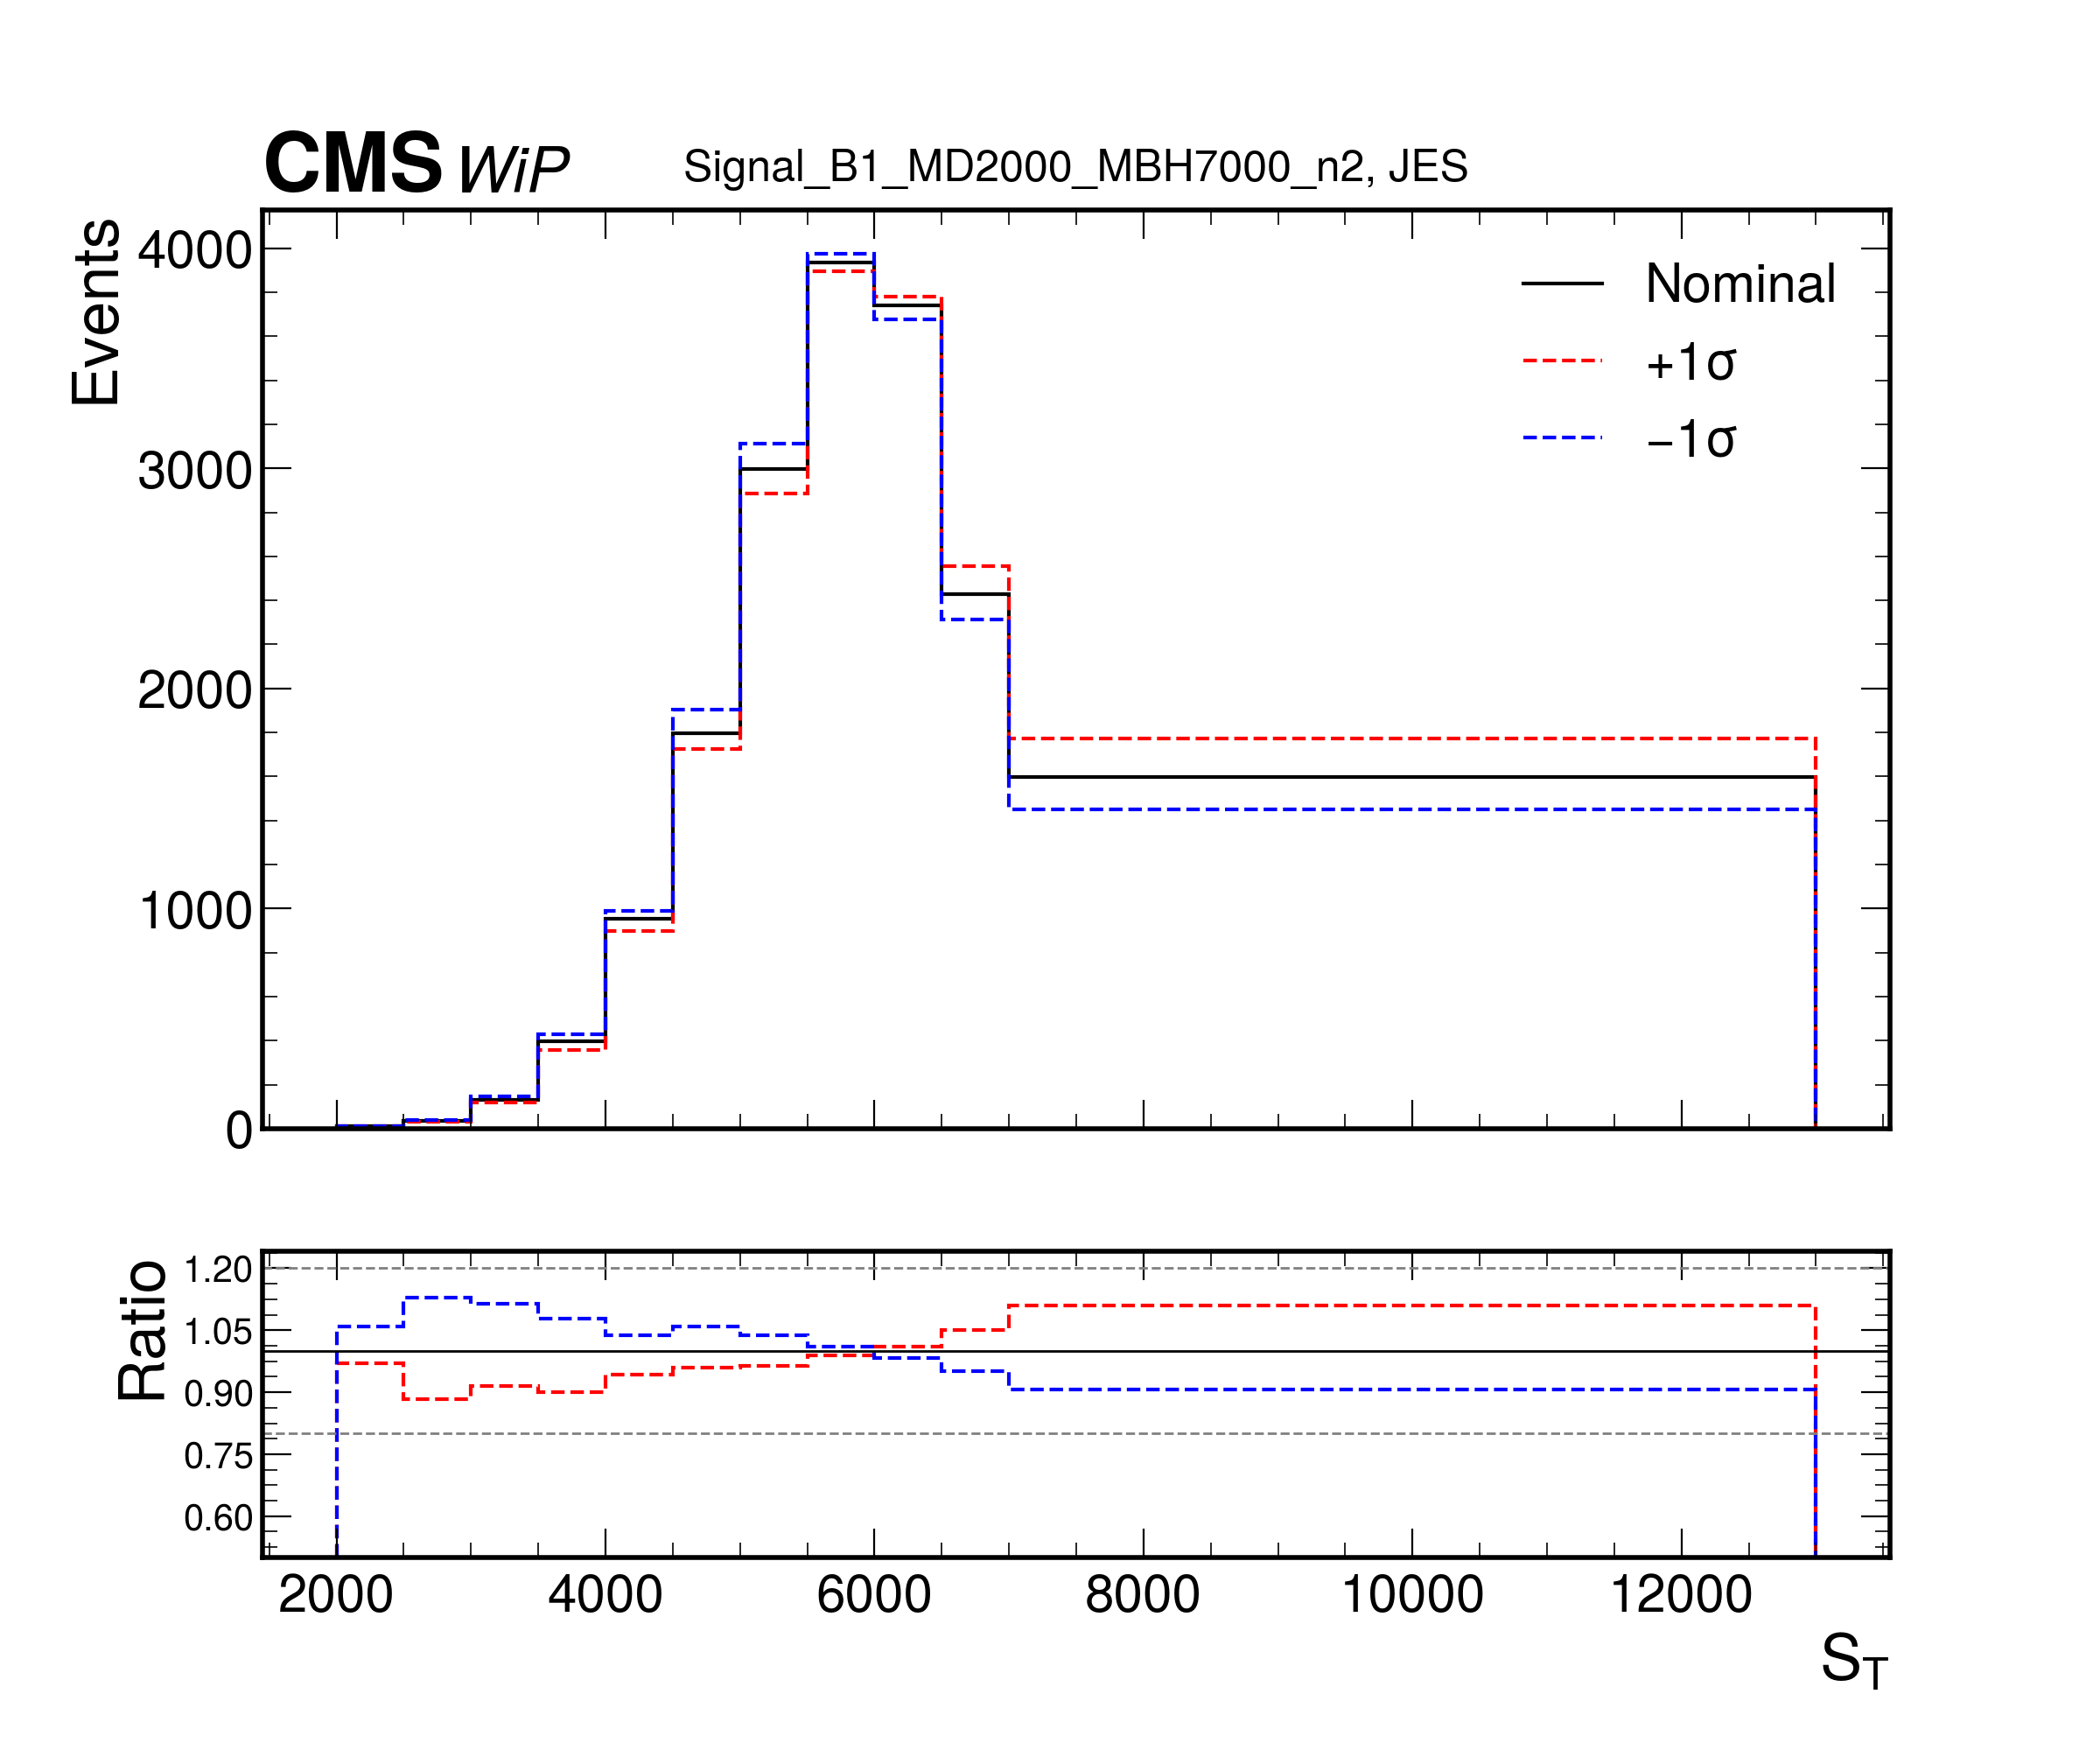 CMS WiP Signal_B1_MD2000_MBH7000_n2, JES
Events
4000
3000
2000
1000
0
Nominal
+1σ
−1σ
Ratio
1.20
1.05
0.90
0.75
0.60
2000 4000 6000 8000 10000 12000
S_T